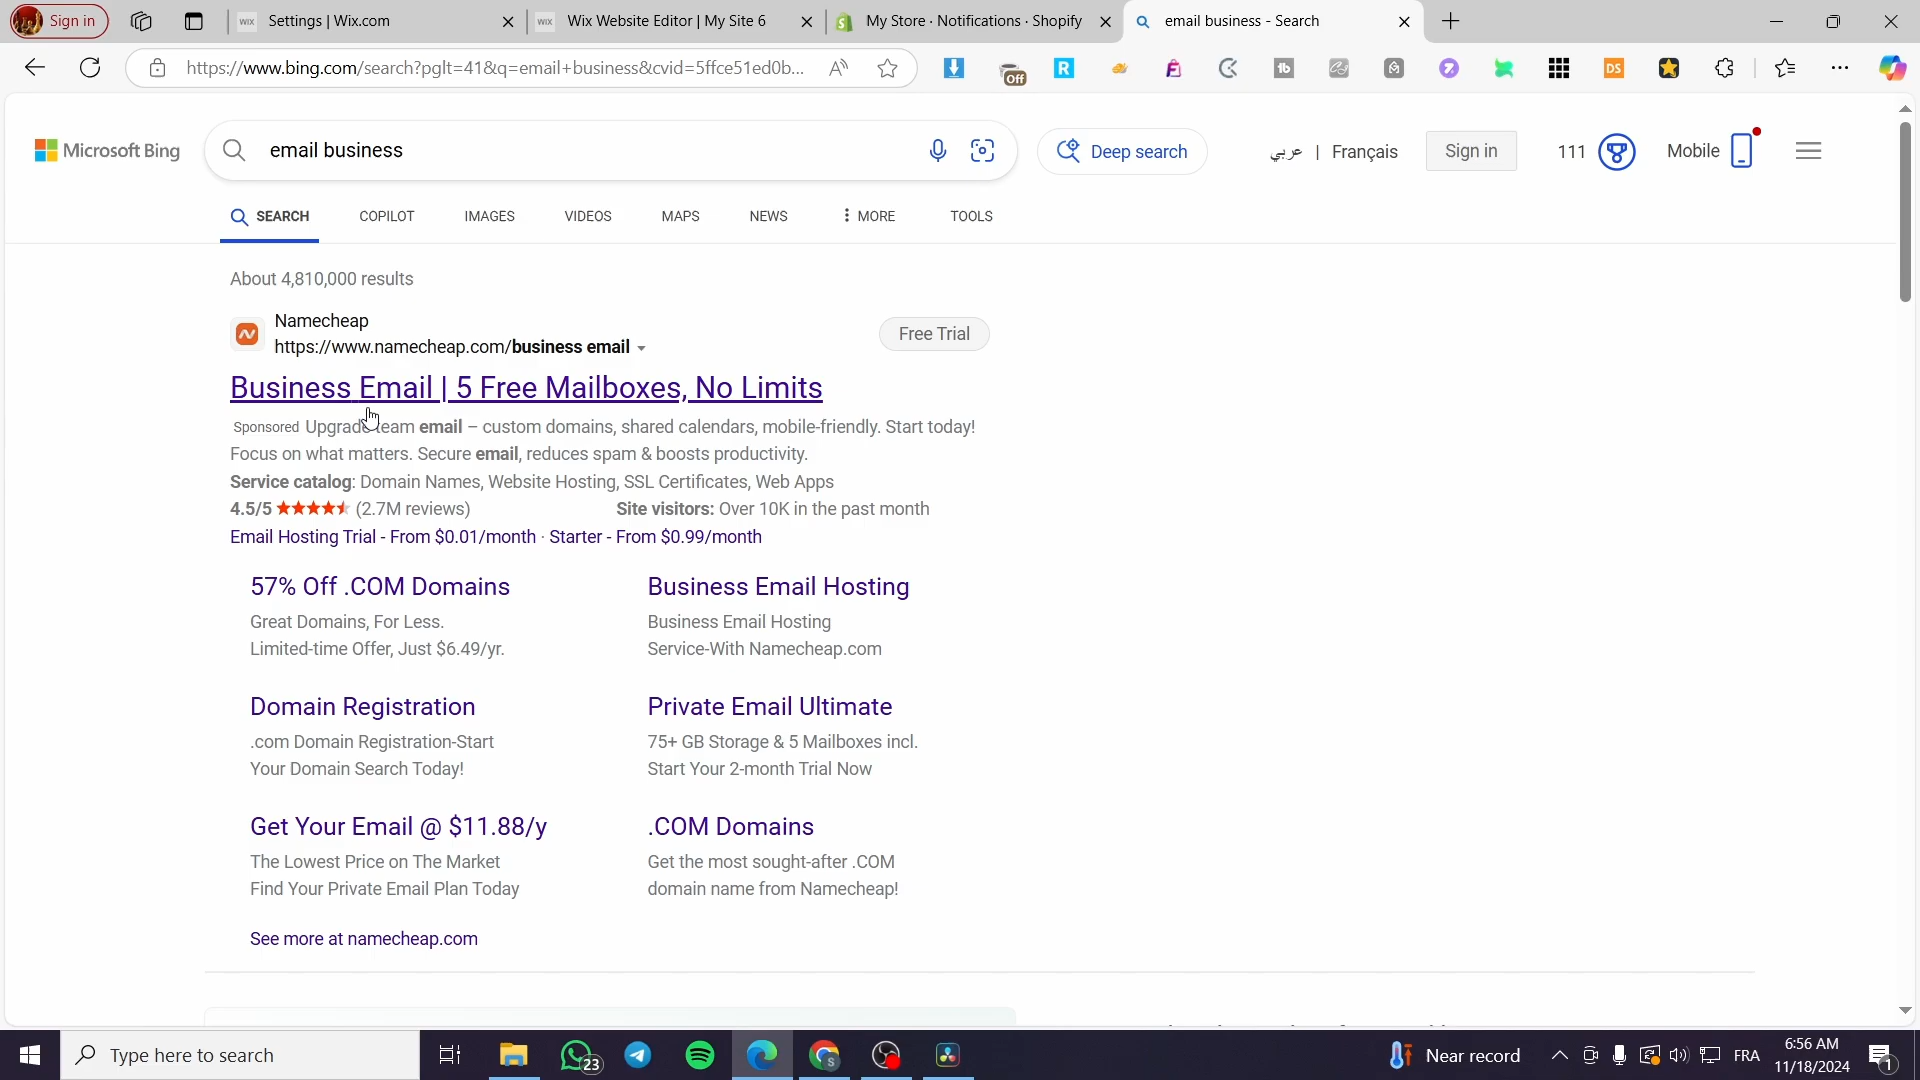 Sign in
Settings | Wix.com
Wix Website Editor | My Site 6
My Store · Notifications · Shopify
email business - Search
https://www.bing.com/search?pglt=41&q=email+business&cvid=5ffce51ed0b...
Off
Microsoft Bing
email business
Deep search
عربي | Français
Sign in
111
Mobile
SEARCH
COPILOT
IMAGES
VIDEOS
MAPS
NEWS
MORE
TOOLS
About 4,810,000 results
Namecheap
https://www.namecheap.com/business email
Free Trial
Business Email | 5 Free Mailboxes, No Limits
Sponsored Upgrade team email – custom domains, shared calendars, mobile-friendly. Start today!
Focus on what matters. Secure email, reduces spam & boosts productivity.
Service catalog: Domain Names, Website Hosting, SSL Certificates, Web Apps
4.5/5 ★★★★★ (2.7M reviews)
Site visitors: Over 10K in the past month
Email Hosting Trial - From $0.01/month · Starter - From $0.99/month
57% Off .COM Domains
Great Domains, For Less.
Limited-time Offer, Just $6.49/yr.
Business Email Hosting
Business Email Hosting
Service-With Namecheap.com
Domain Registration
.com Domain Registration-Start
Your Domain Search Today!
Private Email Ultimate
75+ GB Storage & 5 Mailboxes incl.
Start Your 2-month Trial Now
Get Your Email @ $11.88/y
The Lowest Price on The Market
Find Your Private Email Plan Today
.COM Domains
Get the most sought-after .COM
domain name from Namecheap!
See more at namecheap.com
Type here to search
23
Near record
FRA
6:56 AM
11/18/2024
1